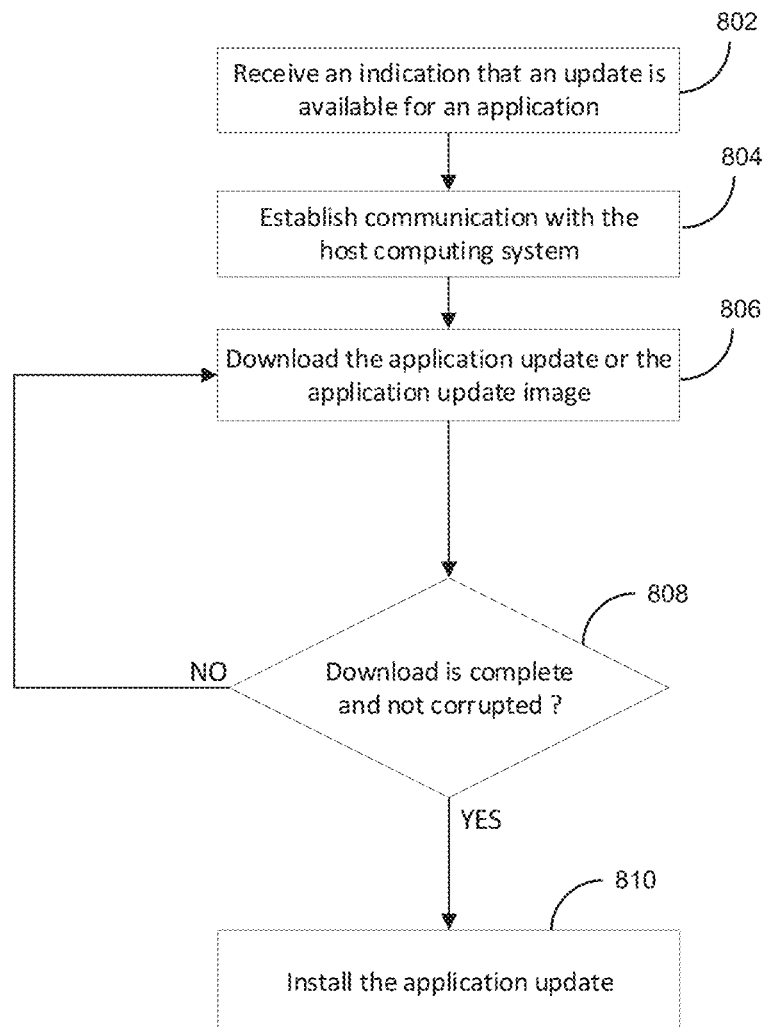 802
Receive an indication that an update is
available for an application
804
Establish communication with the
host computing system
806
Download the application update or the
application update image
808
Download is complete
and not corrupted ?
NO
YES
810
Install the application update